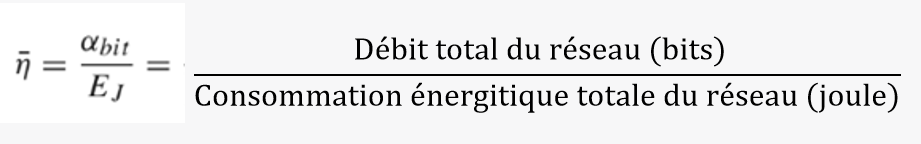 η̄ = α_bit / E_J = Débit total du réseau (bits)
Consommation énergitique totale du réseau (joule)